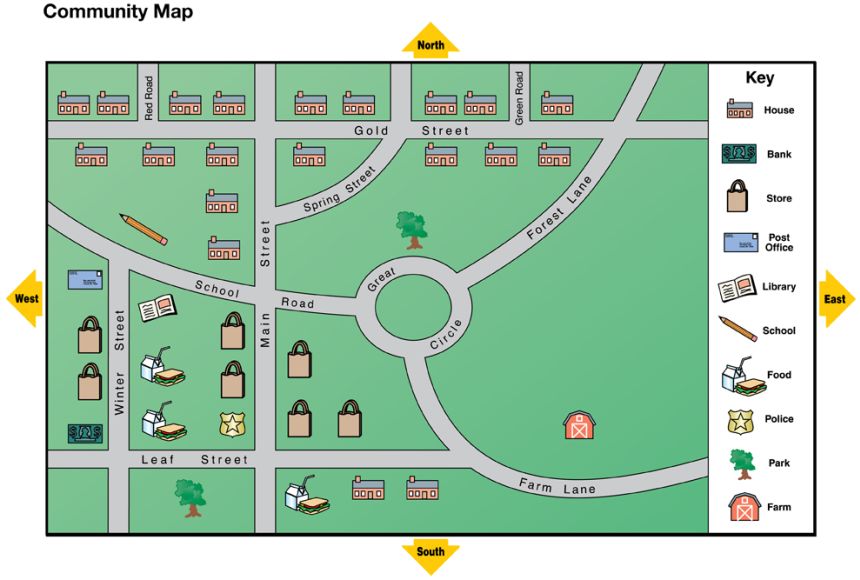 Community Map
North
Key
House
Bank
Store
Post
Office
Library
School
Food
Police
Park
Farm
Red Road
Green Road
Gold Street
Spring Street
Forest Lane
Main Street
School Road
Great Circle
Winter Street
Leaf Street
Farm Lane
West
East
South